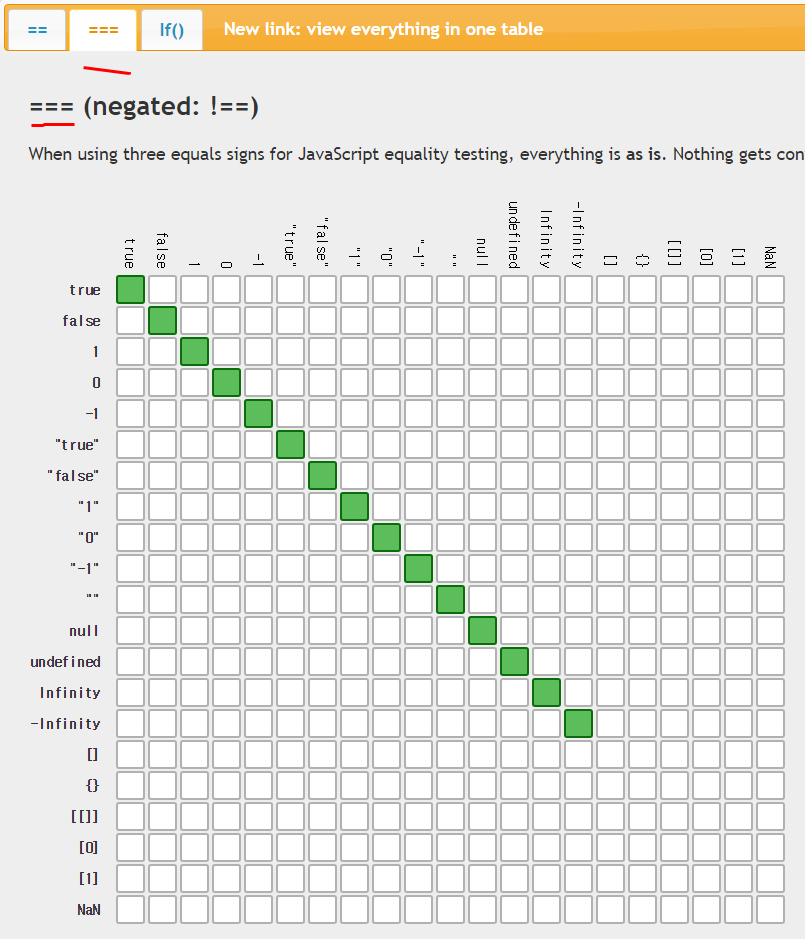 == === If() New link: view everything in one table
=== (negated: !==)
When using three equals signs for JavaScript equality testing, everything is as is. Nothing gets con
true false 1 0 -1 "true" "false" "1" "0" "-1" "" null undefined Infinity -Infinity [] {} [[]] [0] [1] NaN
true
false
1
0
-1
"true"
"false"
"1"
"0"
"-1"
""
null
undefined
Infinity
-Infinity
[]
{}
[[]]
[0]
[1]
NaN